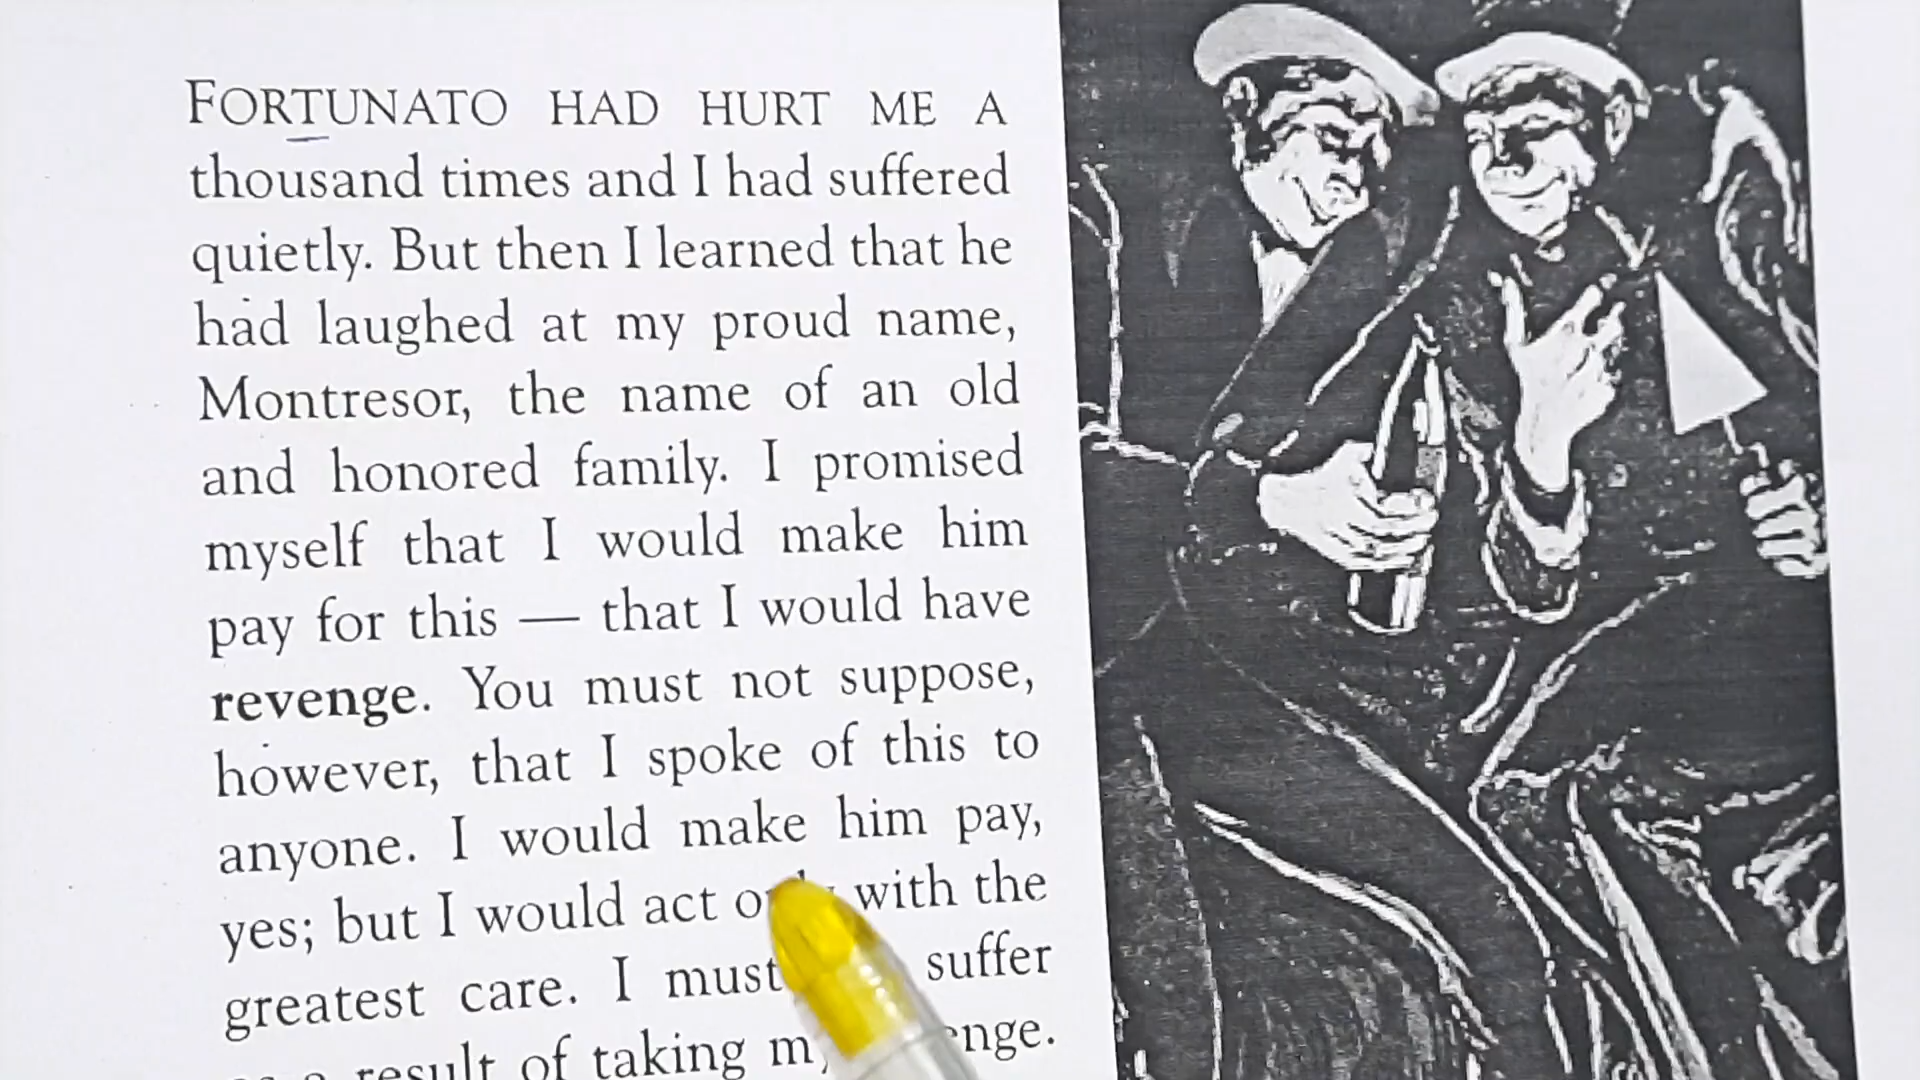 FORTUNATO HAD HURT ME A
thousand times and I had suffered
quietly. But then I learned that he
had laughed at my proud name,
Montresor, the name of an old
and honored family. I promised
myself that I would make him
pay for this — that I would have
revenge. You must not suppose,
however, that I spoke of this to
anyone. I would make him pay,
yes; but I would act only with the
greatest care. I must suffer
result of taking